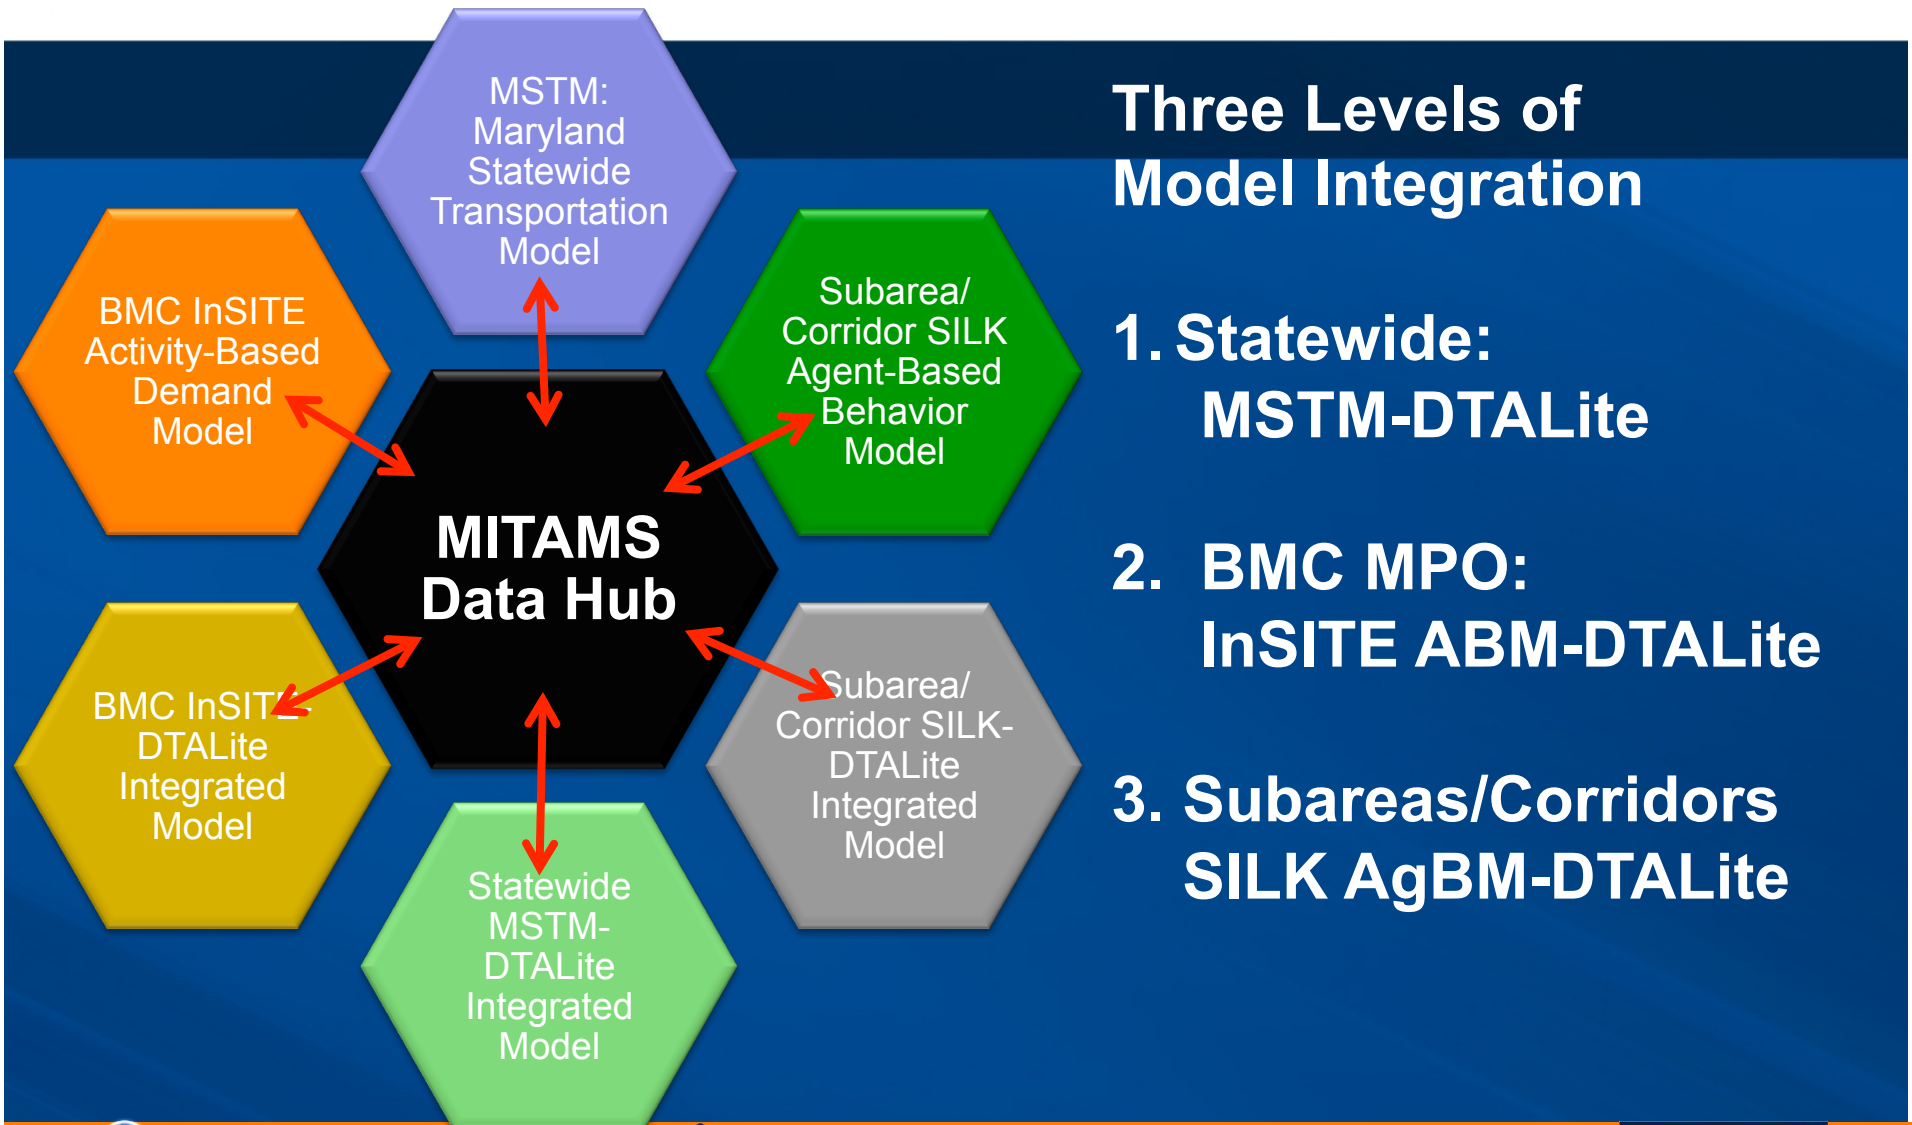 MSTM:
Maryland
Statewide
Transportation
Model
BMC InSITE
Activity-Based
Demand
Model
Subarea/
Corridor SILK
Agent-Based
Behavior
Model
MITAMS
Data Hub
BMC InSITE-
DTALite
Integrated
Model
Subarea/
Corridor SILK-
DTALite
Integrated
Model
Statewide
MSTM-
DTALite
Integrated
Model
Three Levels of
Model Integration
1. Statewide:
MSTM-DTALite
2. BMC MPO:
InSITE ABM-DTALite
3. Subareas/Corridors
SILK AgBM-DTALite